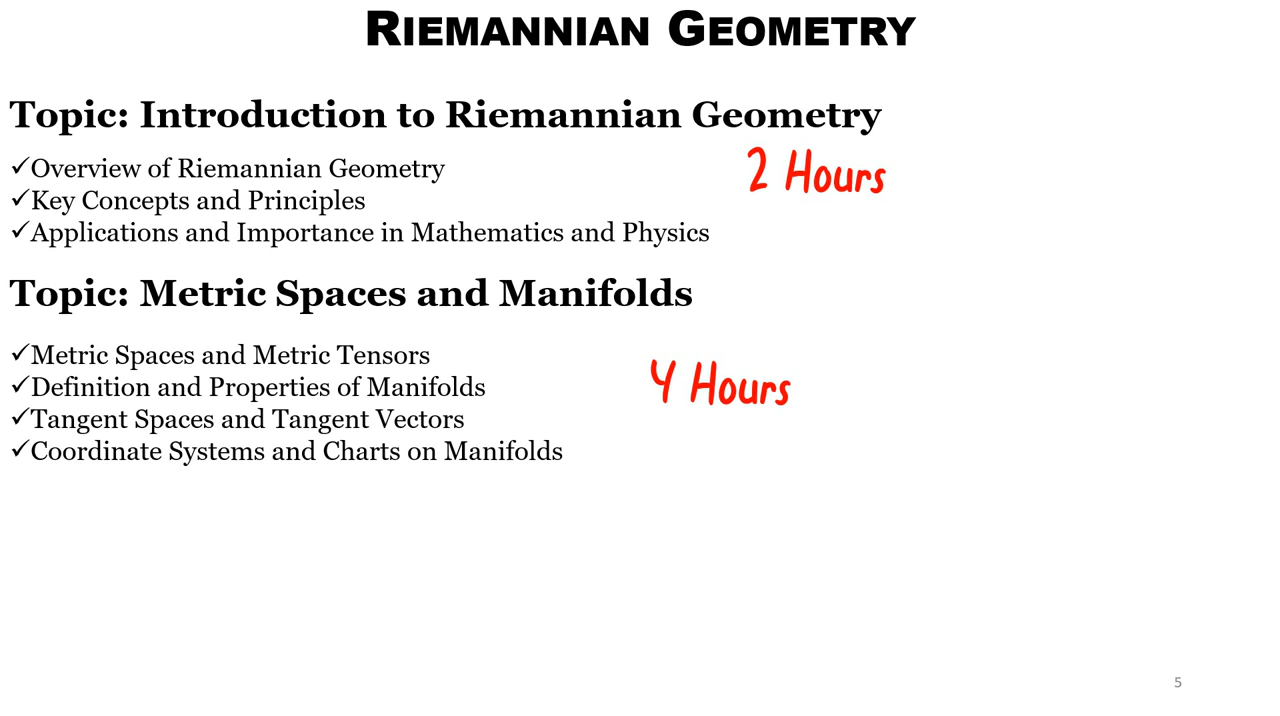 RIEMANNIAN GEOMETRY
Topic: Introduction to Riemannian Geometry
✓Overview of Riemannian Geometry
2 Hours
✓Key Concepts and Principles
✓Applications and Importance in Mathematics and Physics
Topic: Metric Spaces and Manifolds
✓Metric Spaces and Metric Tensors
✓Definition and Properties of Manifolds
4 Hours
✓Tangent Spaces and Tangent Vectors
✓Coordinate Systems and Charts on Manifolds
5